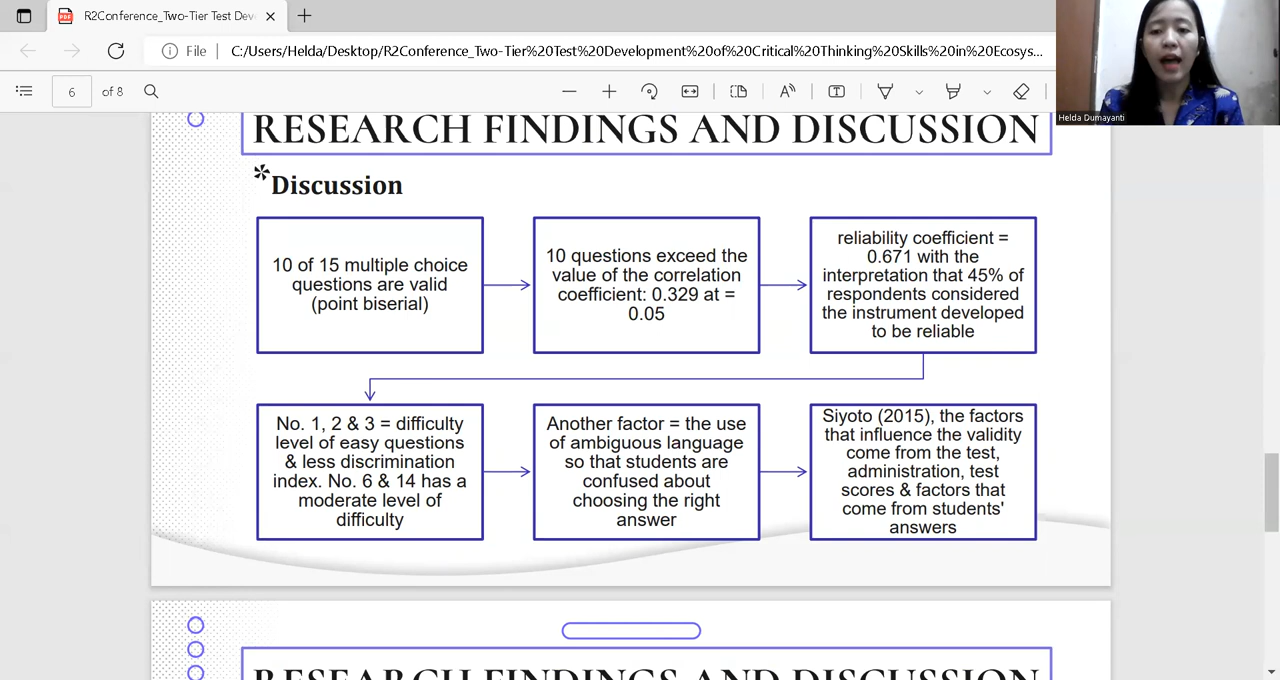 R2Conference_Two-Tier Test Dev
File
C:/Users/Helda/Desktop/R2Conference_Two-Tier%20Test%20Development%20of%20Critical%20Thinking%20Skills%20in%20Ecosys...
6
of 8
Helda Dumayanti
RESEARCH FINDINGS AND DISCUSSION
Discussion
10 of 15 multiple choice
questions are valid
(point biserial)
10 questions exceed the
value of the correlation
coefficient: 0.329 at =
0.05
reliability coefficient =
0.671 with the
interpretation that 45% of
respondents considered
the instrument developed
to be reliable
No. 1, 2 & 3 = difficulty
level of easy questions
& less discrimination
index. No. 6 & 14 has a
moderate level of
difficulty
Another factor = the use
of ambiguous language
so that students are
confused about
choosing the right
answer
Siyoto (2015), the factors
that influence the validity
come from the test,
administration, test
scores & factors that
come from students'
answers
RESEARCH FINDINGS AND DISCUSSION